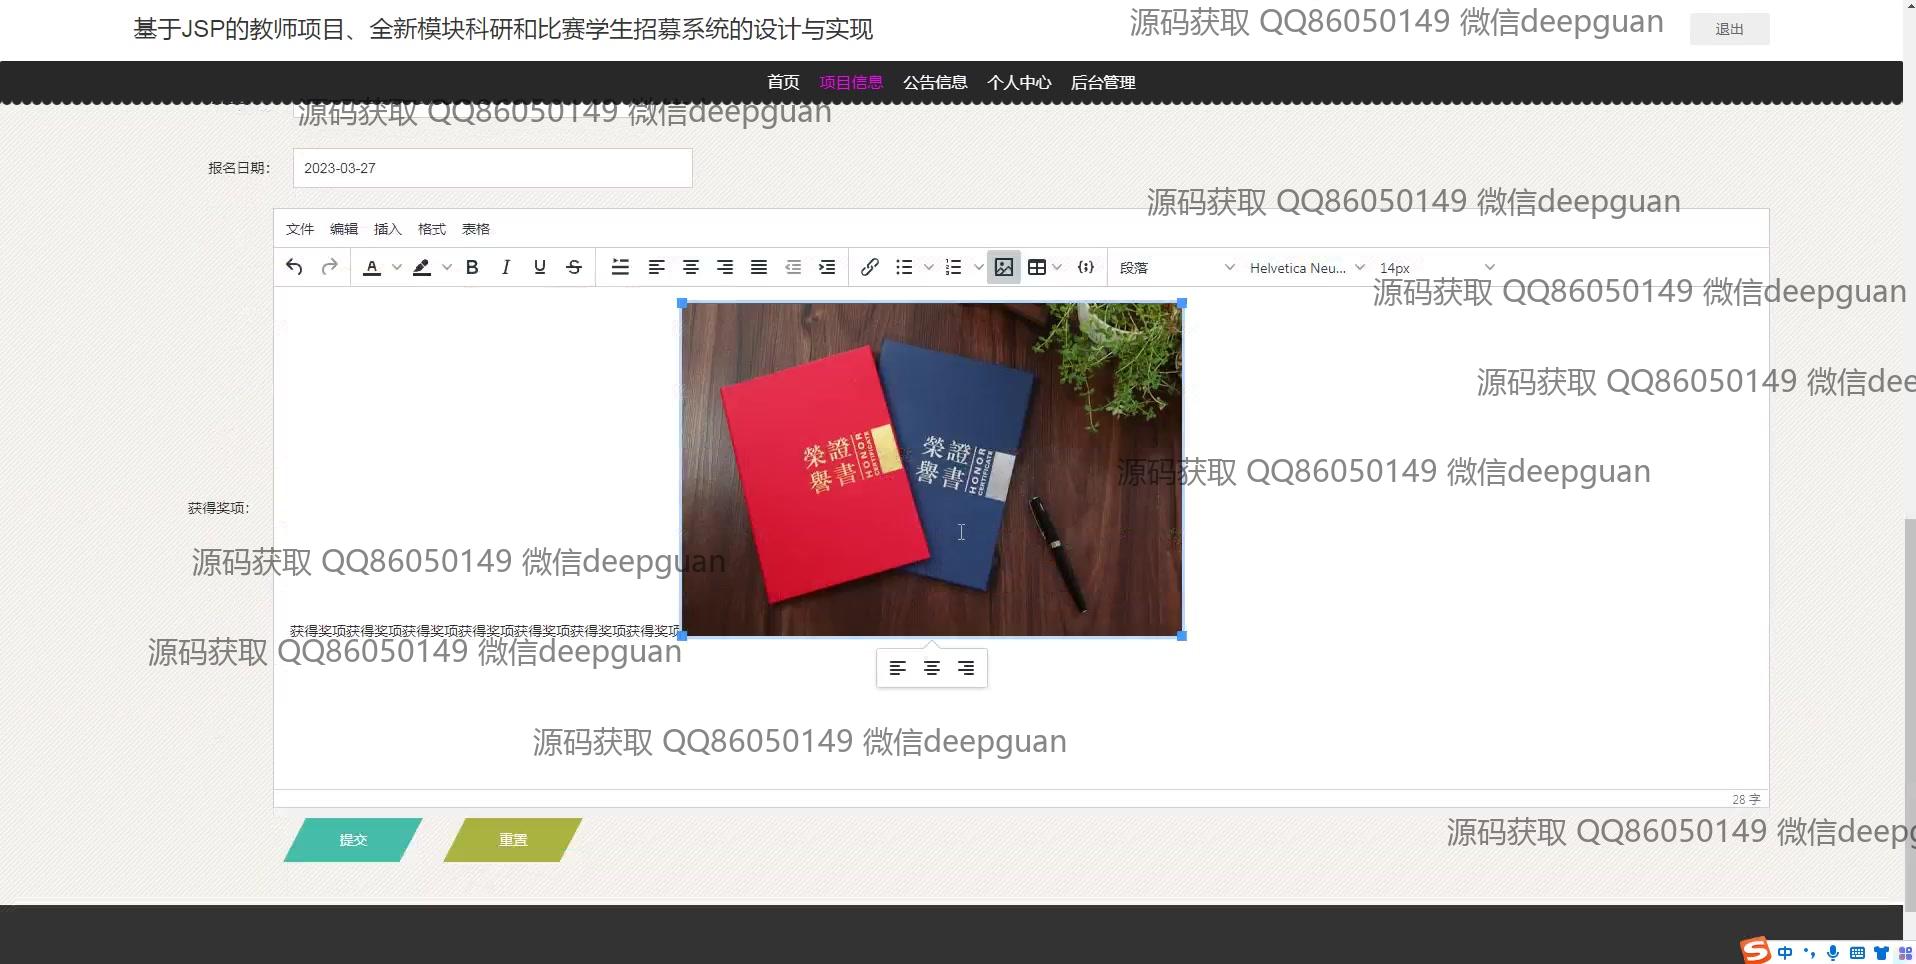 基于JSP的教师项目、全新模块科研和比赛学生招募系统的设计与实现
源码获取 QQ86050149 微信deepguan
退出
首页 项目信息 公告信息 个人中心 后台管理
源码获取 QQ86050149 微信deepguan
报名日期：
2023-03-27
源码获取 QQ86050149 微信deepguan
文件 编辑 插入 格式 表格
段落 Helvetica Neu... 14px
源码获取 QQ86050149 微信deepguan
源码获取 QQ86050149 微信dee
榮譽證書
HONOR
CERTIFICATE
榮譽證書
HONOR
CERTIFICATE
源码获取 QQ86050149 微信deepguan
获得奖项：
源码获取 QQ86050149 微信deepguan
获得奖项获得奖项获得奖项获得奖项获得奖项获得奖项获得奖项
源码获取 QQ86050149 微信deepguan
源码获取 QQ86050149 微信deepguan
28 字
提交
重置
源码获取 QQ86050149 微信deepg
中